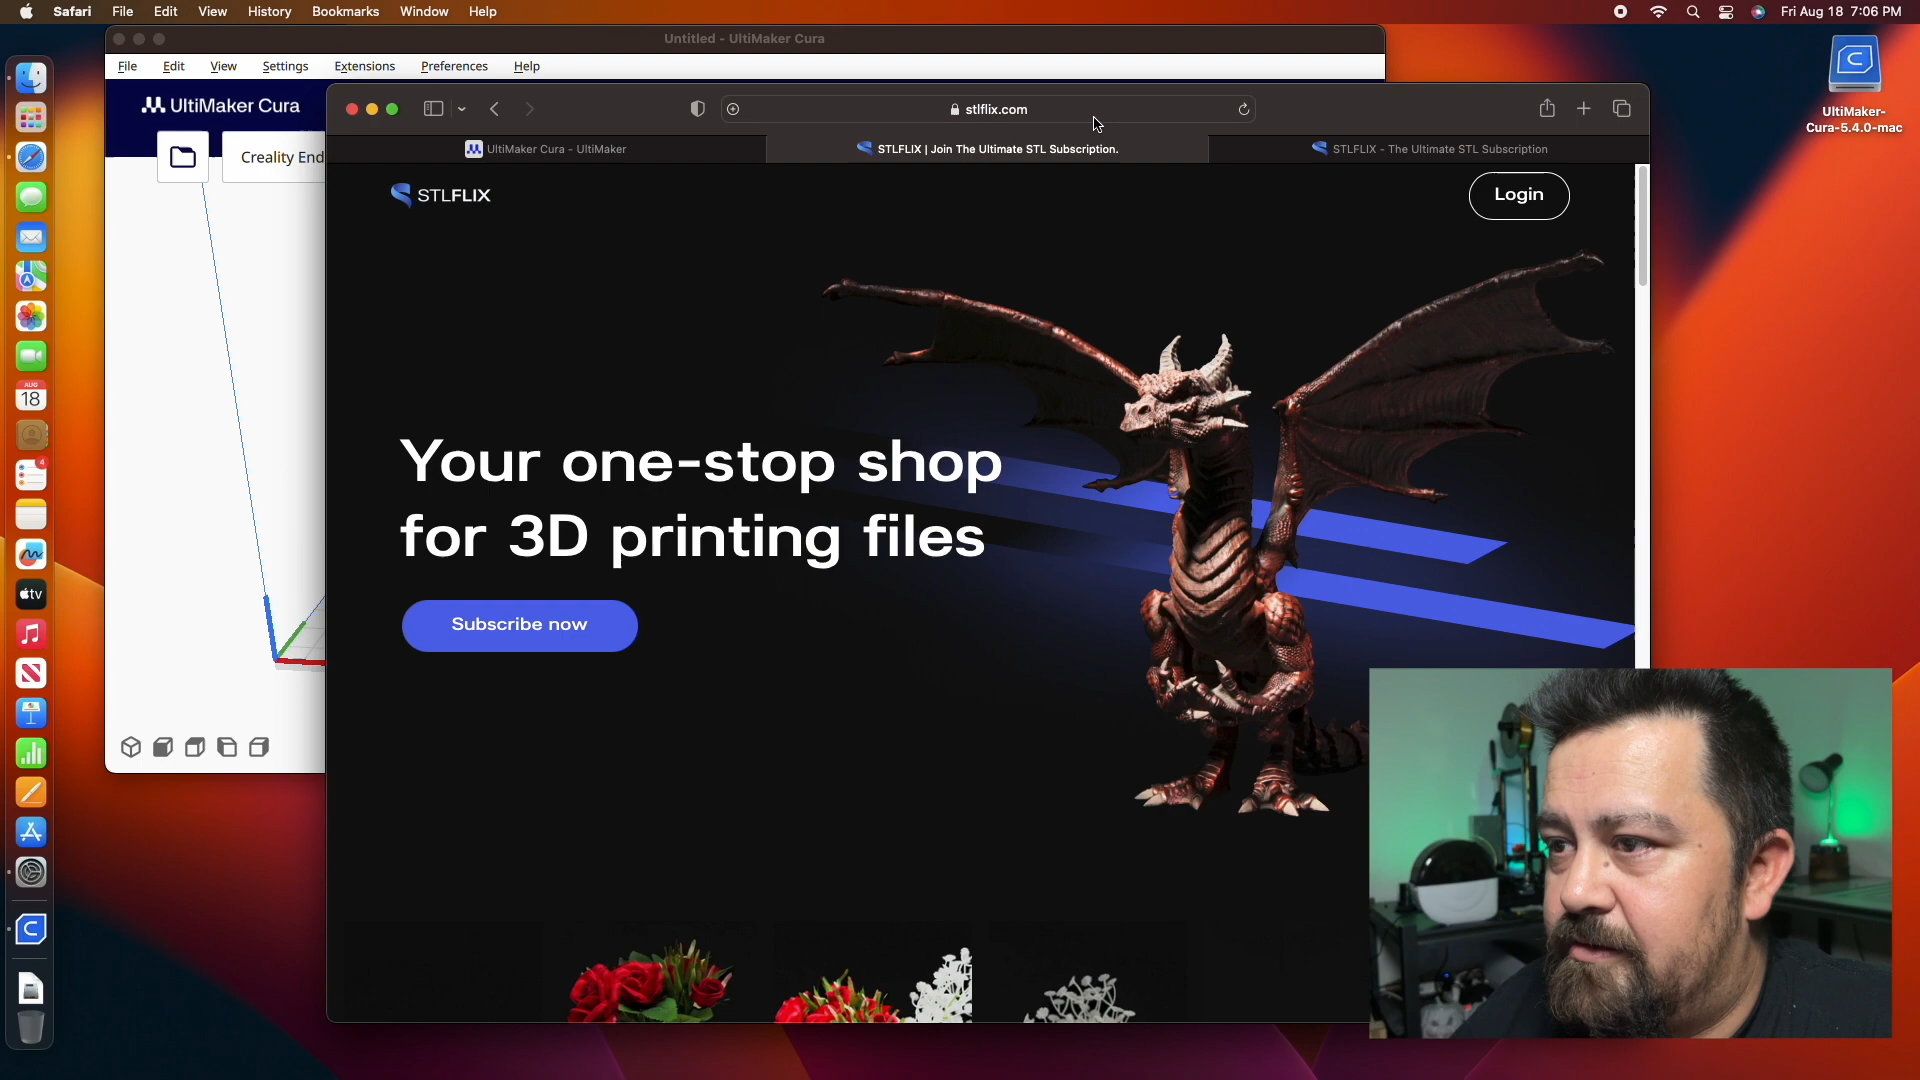 Safari File Edit View History Bookmarks Window Help
Fri Aug 18 7:06 PM
Untitled - UltiMaker Cura
File Edit View Settings Extensions Preferences Help
UltiMaker Cura
Creality End
stlflix.com
UltiMaker Cura - UltiMaker
STLFLIX | Join The Ultimate STL Subscription.
STLFLIX - The Ultimate STL Subscription
STLFLIX
Login
Your one-stop shop
for 3D printing files
Subscribe now
UltiMaker-
Cura-5.4.0-mac
AUG
18
4
tv